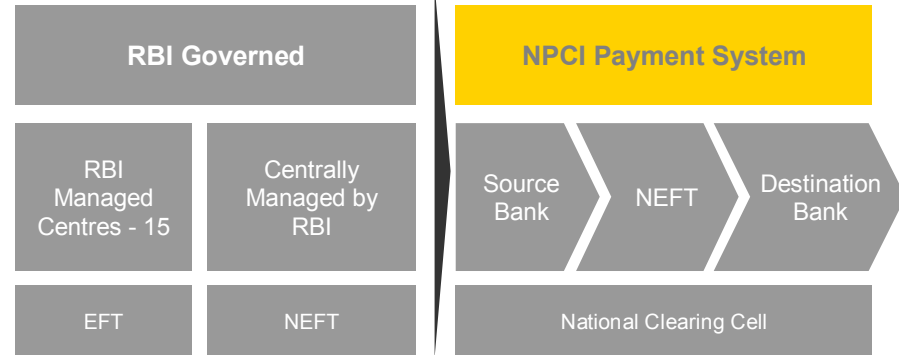 RBI Governed
NPCI Payment System
RBI
Managed
Centres - 15
Centrally
Managed by
RBI
Source
Bank
NEFT
Destination
Bank
EFT
NEFT
National Clearing Cell